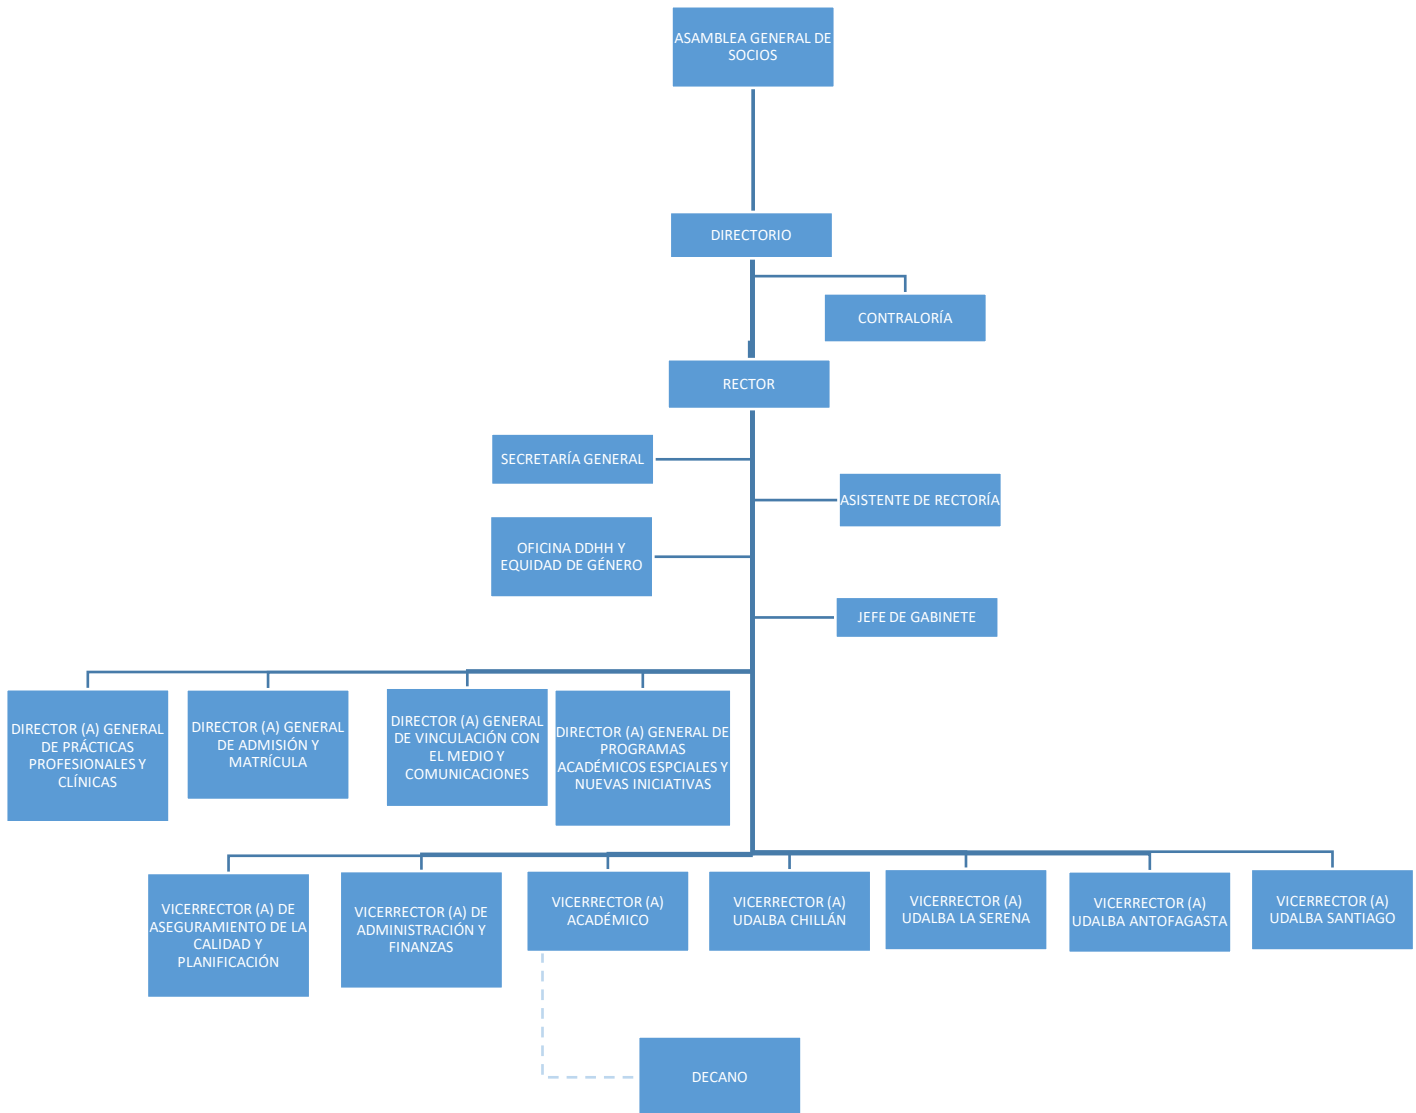 ASAMBLEA GENERAL DE
SOCIOS
DIRECTORIO
CONTRALORÍA
RECTOR
SECRETARÍA GENERAL
ASISTENTE DE RECTORÍA
OFICINA DDHH Y
EQUIDAD DE GÉNERO
JEFE DE GABINETE
DIRECTOR (A) GENERAL
DE PRÁCTICAS
PROFESIONALES Y
CLÍNICAS
DIRECTOR (A) GENERAL
DE ADMISIÓN Y
MATRÍCULA
DIRECTOR (A) GENERAL
DE VINCULACIÓN CON
EL MEDIO Y
COMUNICACIONES
DIRECTOR (A) GENERAL DE
PROGRAMAS
ACADÉMICOS ESPCIALES Y
NUEVAS INICIATIVAS
VICERRECTOR (A) DE
ASEGURAMIENTO DE LA
CALIDAD Y
PLANIFICACIÓN
VICERRECTOR (A) DE
ADMINISTRACIÓN Y
FINANZAS
VICERRECTOR (A)
ACADÉMICO
VICERRECTOR (A)
UDALBA CHILLÁN
VICERRECTOR (A)
UDALBA LA SERENA
VICERRECTOR (A)
UDALBA ANTOFAGASTA
VICERRECTOR (A)
UDALBA SANTIAGO
DECANO